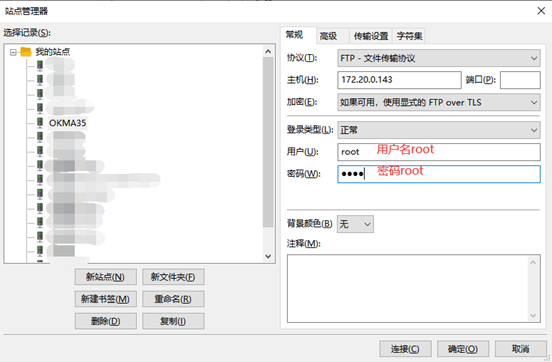 站点管理器
选择记录(S):
我的站点
OKMA35
新站点(N)
新文件夹(F)
新建书签(M)
重命名(R)
删除(D)
复制(I)
常规
高级
传输设置
字符集
协议(T):
FTP - 文件传输协议
主机(H):
172.20.0.143
端口(P):
加密(E):
如果可用，使用显式的 FTP over TLS
登录类型(L):
正常
用户(U):
root
用户名root
密码(W):
●●●●
密码root
背景颜色(B)
无
注释(M):
连接(C)
确定(O)
取消